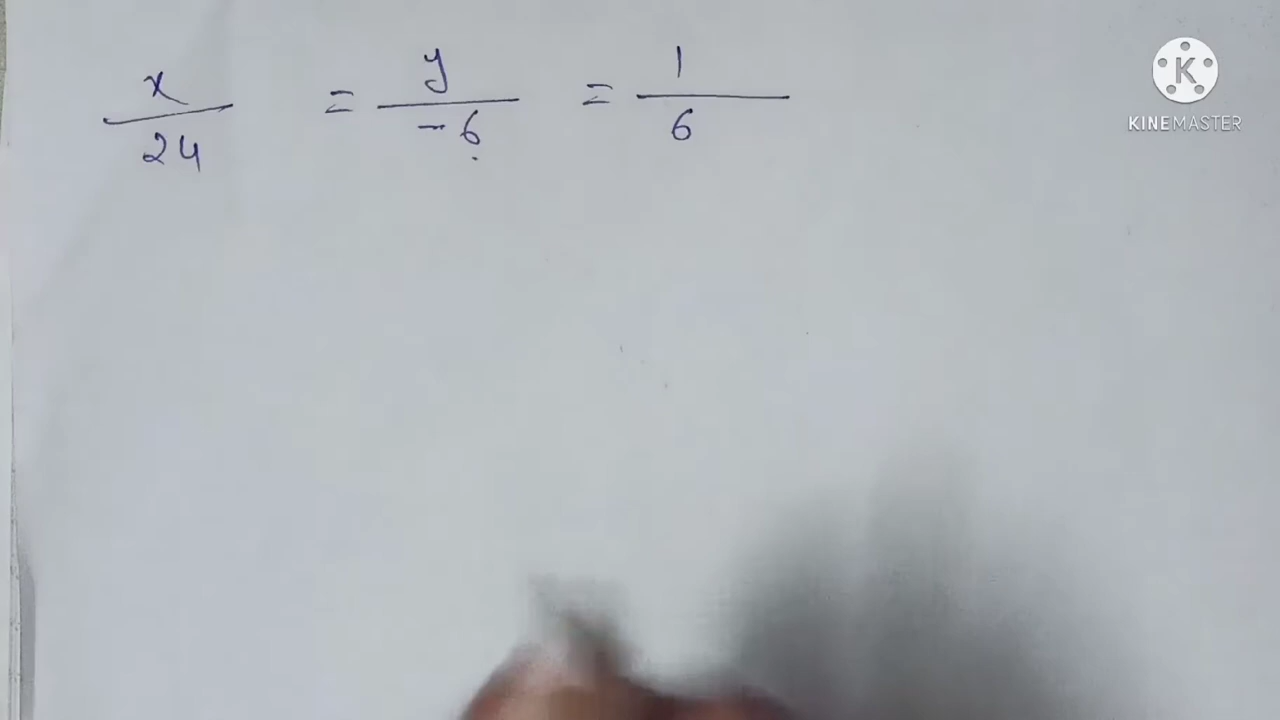 x/24 = y/-6 = 1/6
K
KINEMASTER